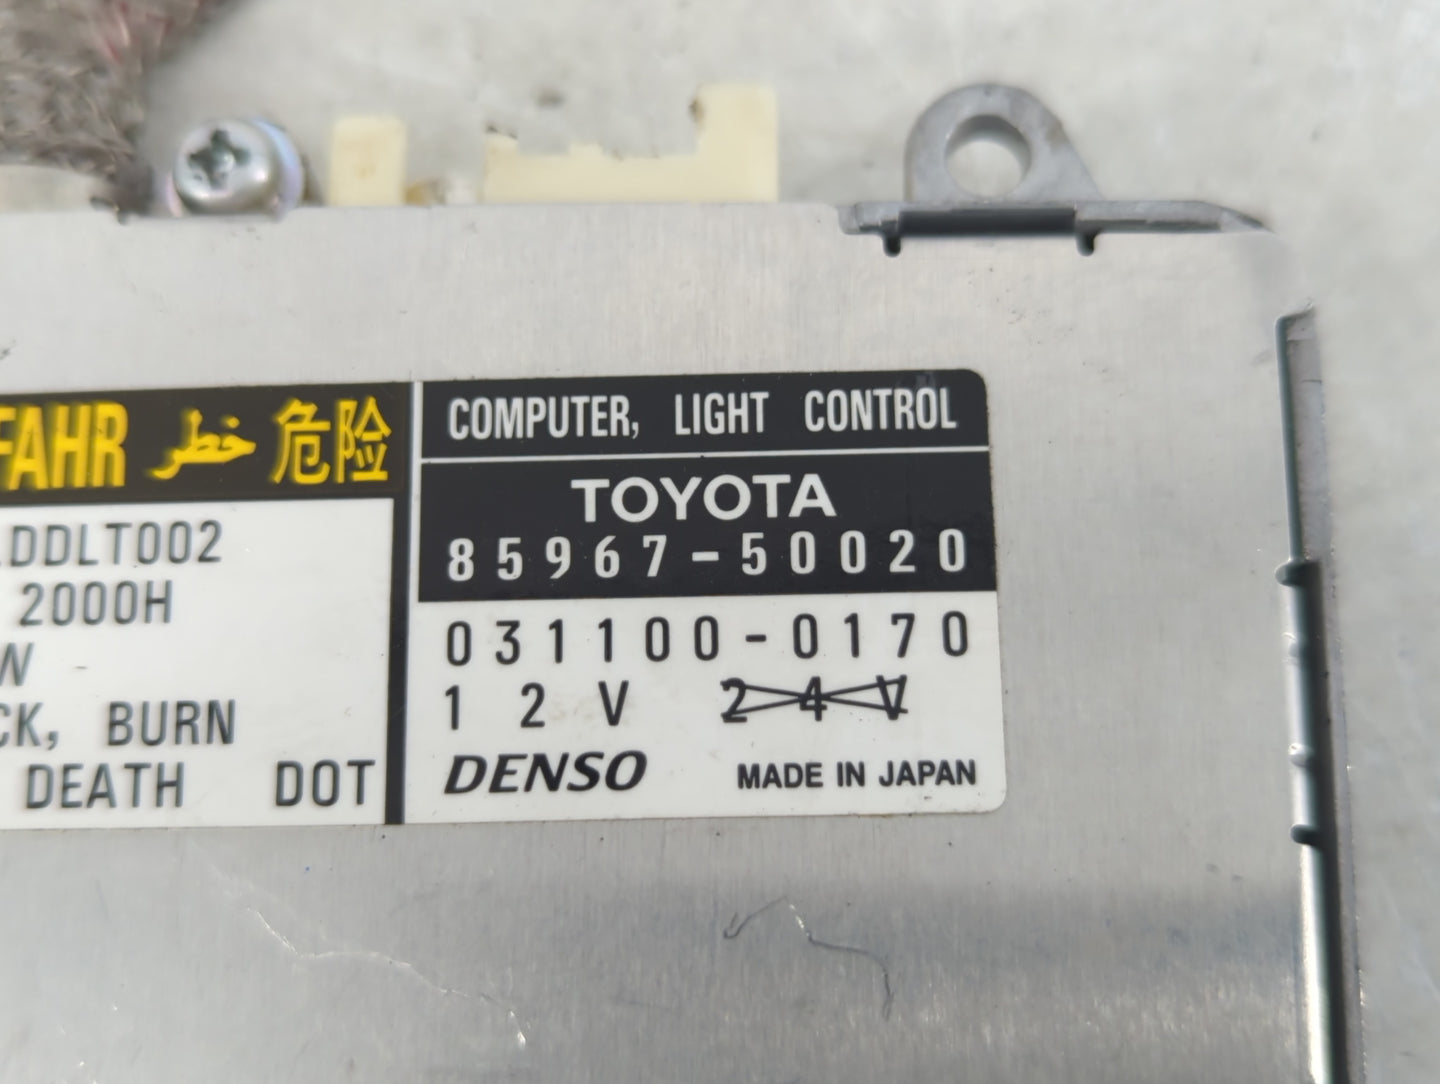 FAHR خطر 危险
LDDLT002
2000H
W
CK, BURN
DEATH DOT
COMPUTER, LIGHT CONTROL
TOYOTA
85967-50020
031100-0170
12V 24V
DENSO MADE IN JAPAN